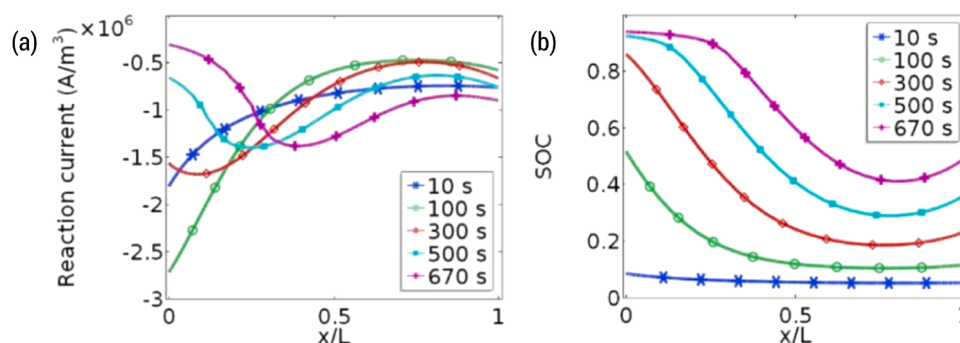 (a)
×10⁶
Reaction current (A/m³)
-0.5
-1
-1.5
-2
-2.5
-3
0
0.5
1
x/L
10 s
100 s
300 s
500 s
670 s
(b)
SOC
0.8
0.6
0.4
0.2
0
0
0.5
1
x/L
10 s
100 s
300 s
500 s
670 s